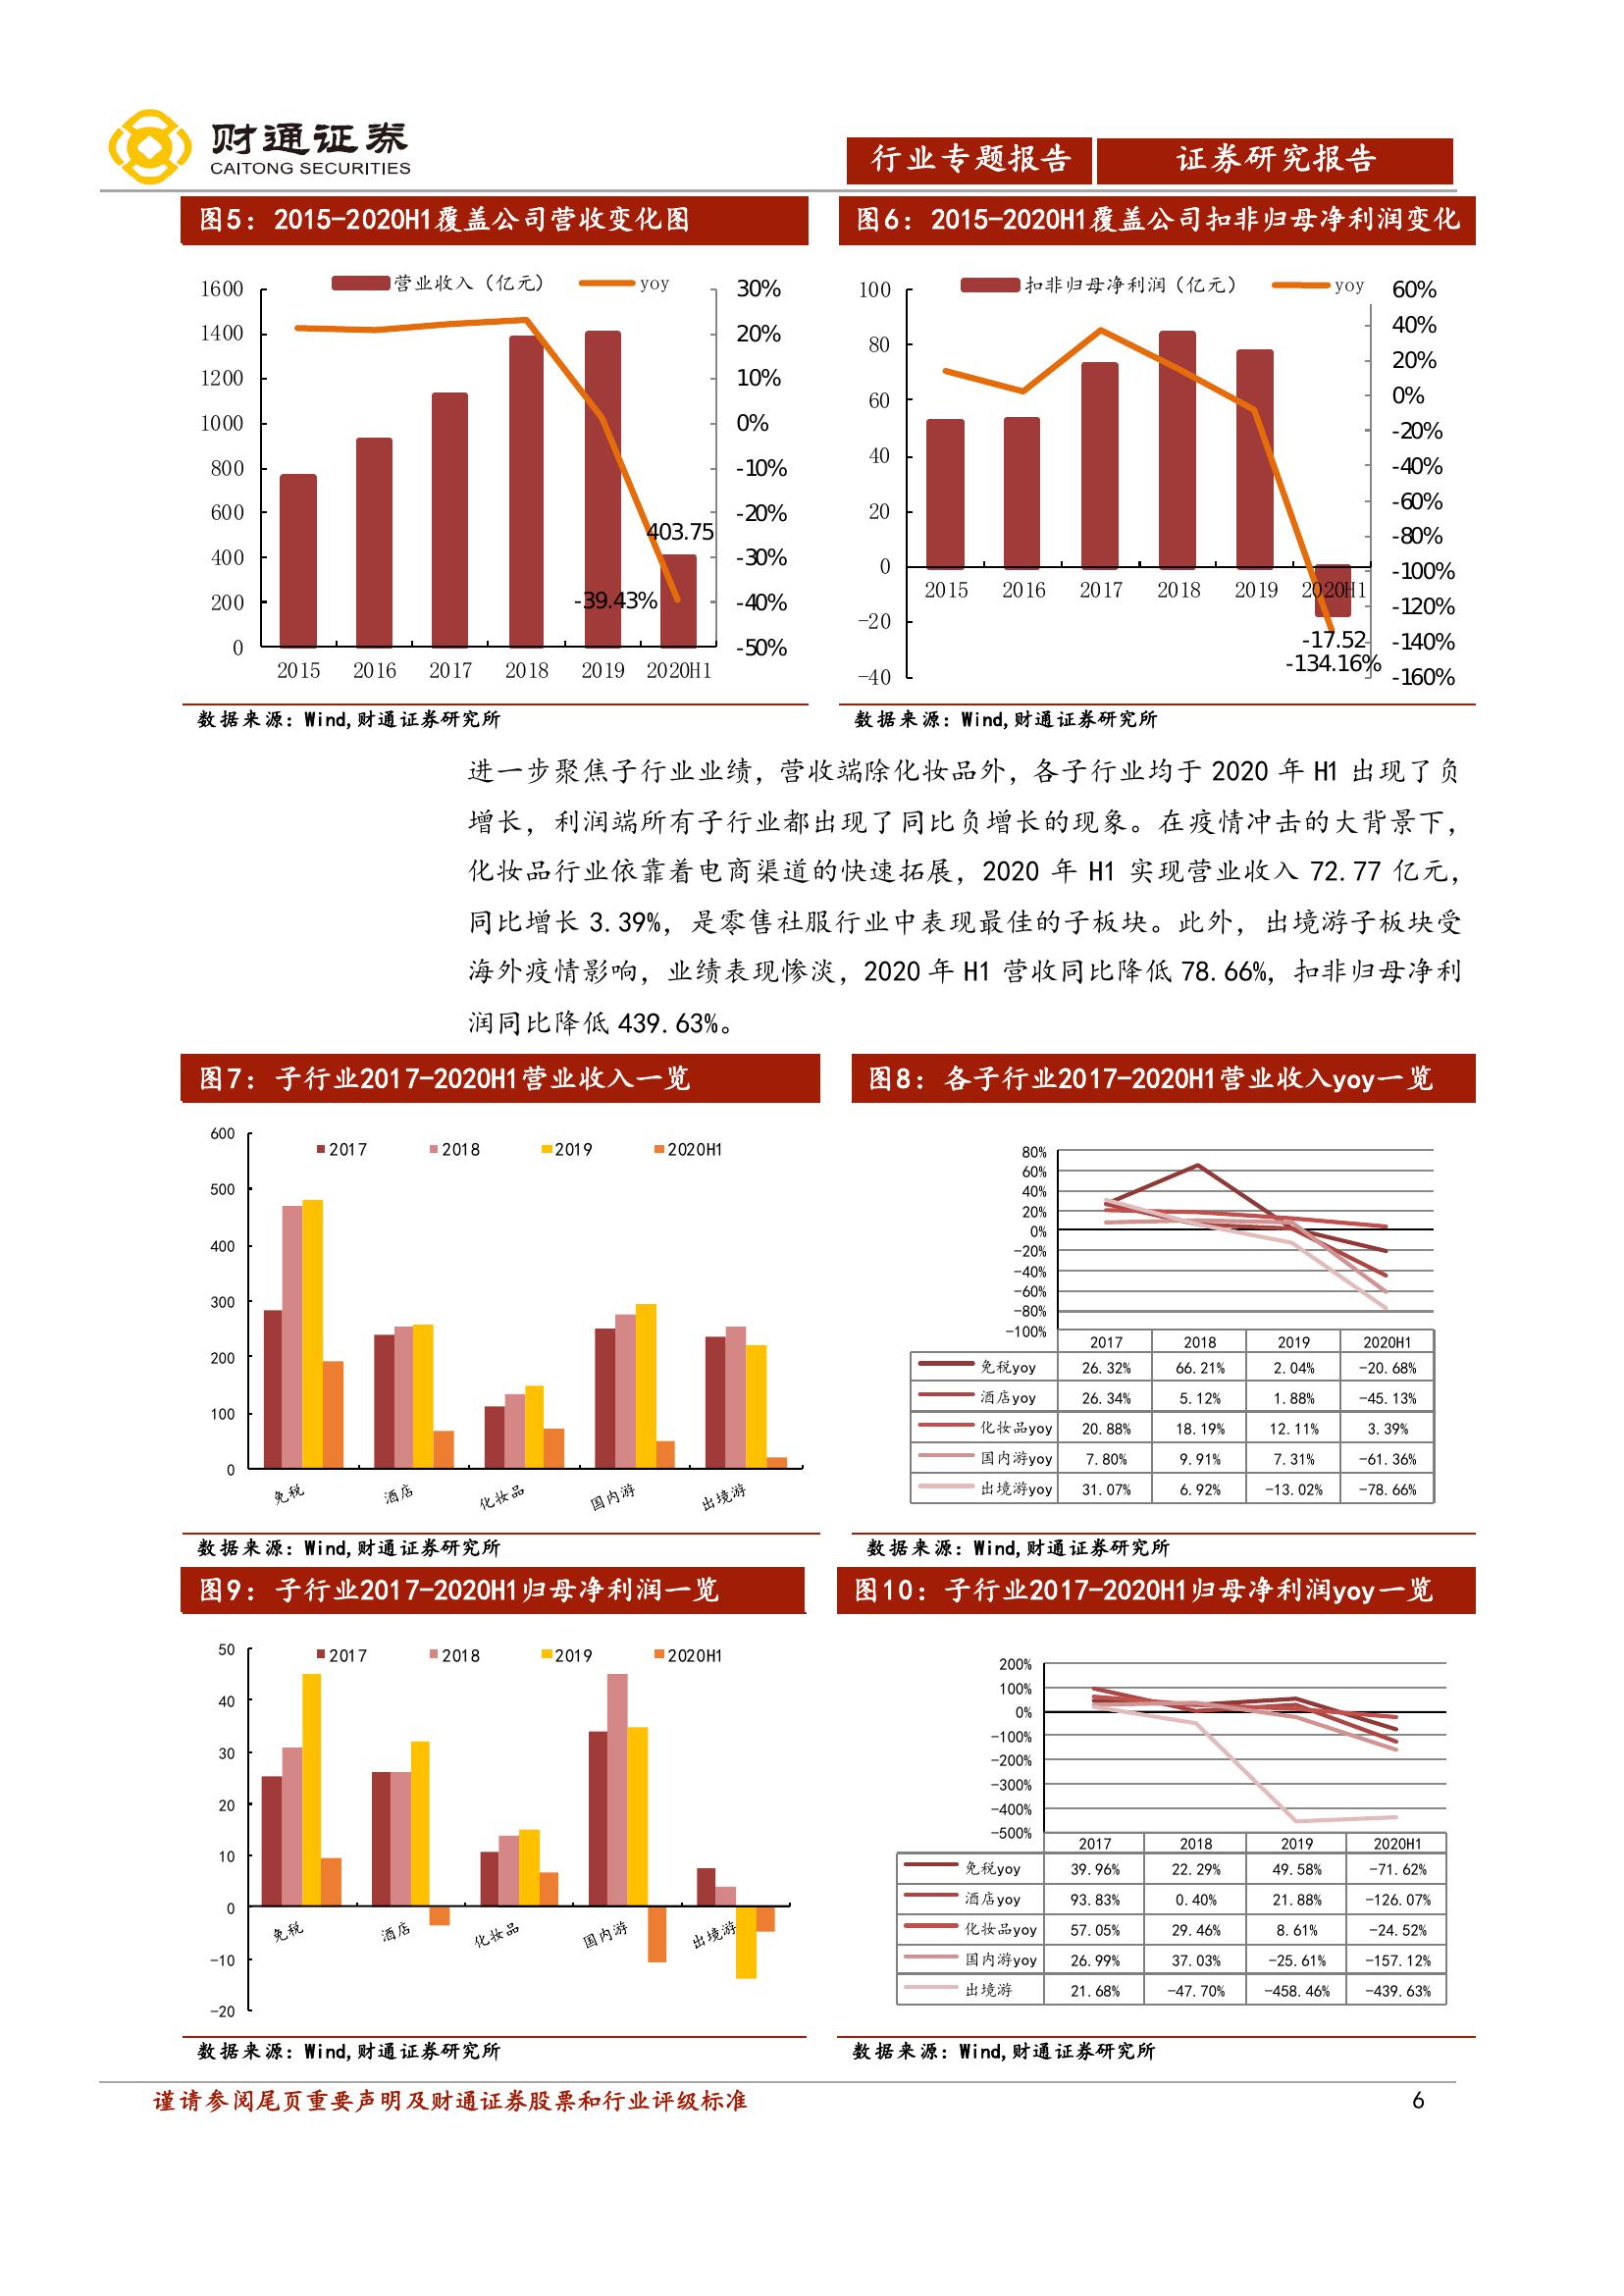 财通证券
CAITONG SECURITIES
行业专题报告 证券研究报告
图5：2015-2020H1覆盖公司营收变化图
营业收入（亿元） yoy
1600
1400
1200
1000
800
600
400
200
0
30%
20%
10%
0%
-10%
-20%
-30%
-40%
-50%
403.75
-39.43%
2015 2016 2017 2018 2019 2020H1
数据来源：Wind,财通证券研究所
图6：2015-2020H1覆盖公司扣非归母净利润变化
扣非归母净利润（亿元） yoy
100
80
60
40
20
0
-20
-40
60%
40%
20%
0%
-20%
-40%
-60%
-80%
-100%
-120%
-140%
-160%
2015 2016 2017 2018 2019 2020H1
-17.52
-134.16%
数据来源：Wind,财通证券研究所
进一步聚焦子行业业绩，营收端除化妆品外，各子行业均于 2020 年 H1 出现了负
增长，利润端所有子行业都出现了同比负增长的现象。在疫情冲击的大背景下，
化妆品行业依靠着电商渠道的快速拓展，2020 年 H1 实现营业收入 72.77 亿元，
同比增长 3.39%，是零售社服行业中表现最佳的子板块。此外，出境游子板块受
海外疫情影响，业绩表现惨淡，2020 年 H1 营收同比降低 78.66%，扣非归母净利
润同比降低 439.63%。
图7：子行业2017-2020H1营业收入一览
2017 2018 2019 2020H1
600
500
400
300
200
100
0
免税 酒店 化妆品 国内游 出境游
数据来源：Wind,财通证券研究所
图8：各子行业2017-2020H1营业收入yoy一览
80%
60%
40%
20%
0%
-20%
-40%
-60%
-80%
-100%
2017 2018 2019 2020H1
免税yoy 26.32% 66.21% 2.04% -20.68%
酒店yoy 26.34% 5.12% 1.88% -45.13%
化妆品yoy 20.88% 18.19% 12.11% 3.39%
国内游yoy 7.80% 9.91% 7.31% -61.36%
出境游yoy 31.07% 6.92% -13.02% -78.66%
数据来源：Wind,财通证券研究所
图9：子行业2017-2020H1归母净利润一览
2017 2018 2019 2020H1
50
40
30
20
10
0
-10
-20
免税 酒店 化妆品 国内游 出境游
数据来源：Wind,财通证券研究所
图10：子行业2017-2020H1归母净利润yoy一览
200%
100%
0%
-100%
-200%
-300%
-400%
-500%
2017 2018 2019 2020H1
免税yoy 39.96% 22.29% 49.58% -71.62%
酒店yoy 93.83% 0.40% 21.88% -126.07%
化妆品yoy 57.05% 29.46% 8.61% -24.52%
国内游yoy 26.99% 37.03% -25.61% -157.12%
出境游 21.68% -47.70% -458.46% -439.63%
数据来源：Wind,财通证券研究所
谨请参阅尾页重要声明及财通证券股票和行业评级标准 6